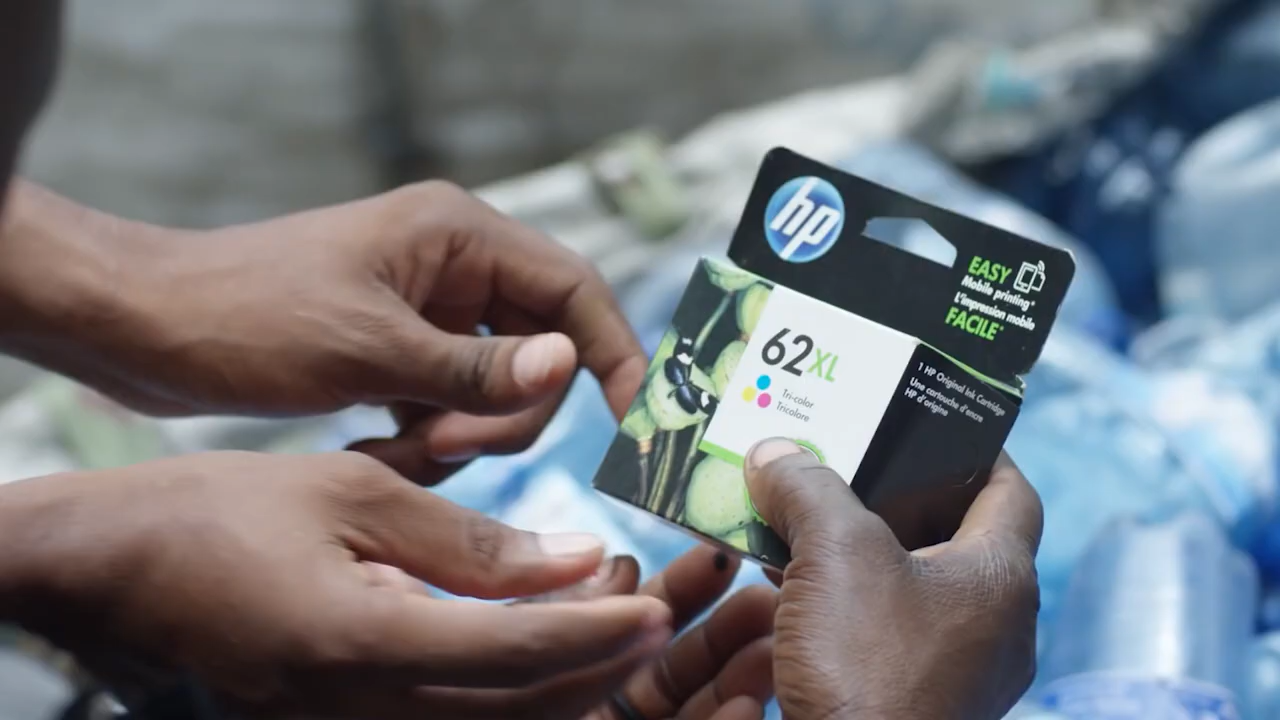 hp
EASY
Mobile printing*
L'impression mobile
FACILE*
62XL
Tri-color
Tricolore
1 HP Original Ink Cartridge
Une cartouche d'encre
HP d'origine